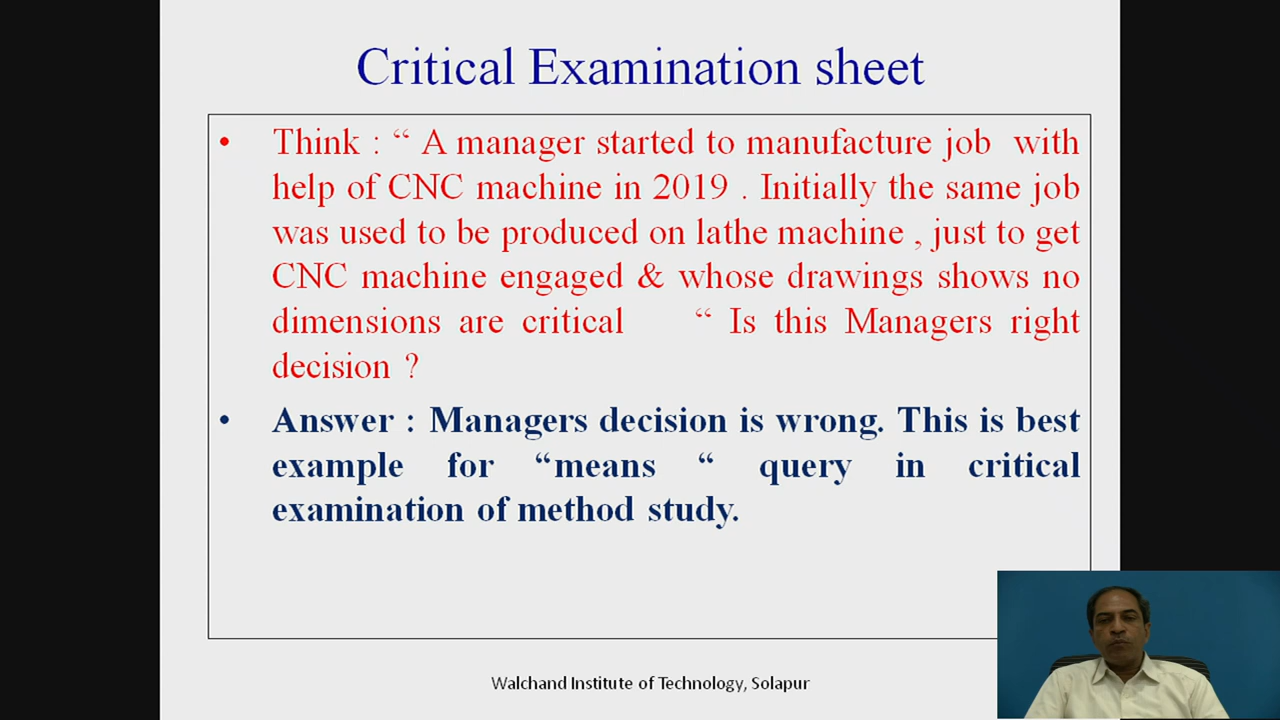 Critical Examination sheet
• Think : “ A manager started to manufacture job with
help of CNC machine in 2019 . Initially the same job
was used to be produced on lathe machine , just to get
CNC machine engaged & whose drawings shows no
dimensions are critical “ Is this Managers right
decision ?
• Answer : Managers decision is wrong. This is best
example for “means “ query in critical
examination of method study.
Walchand Institute of Technology, Solapur